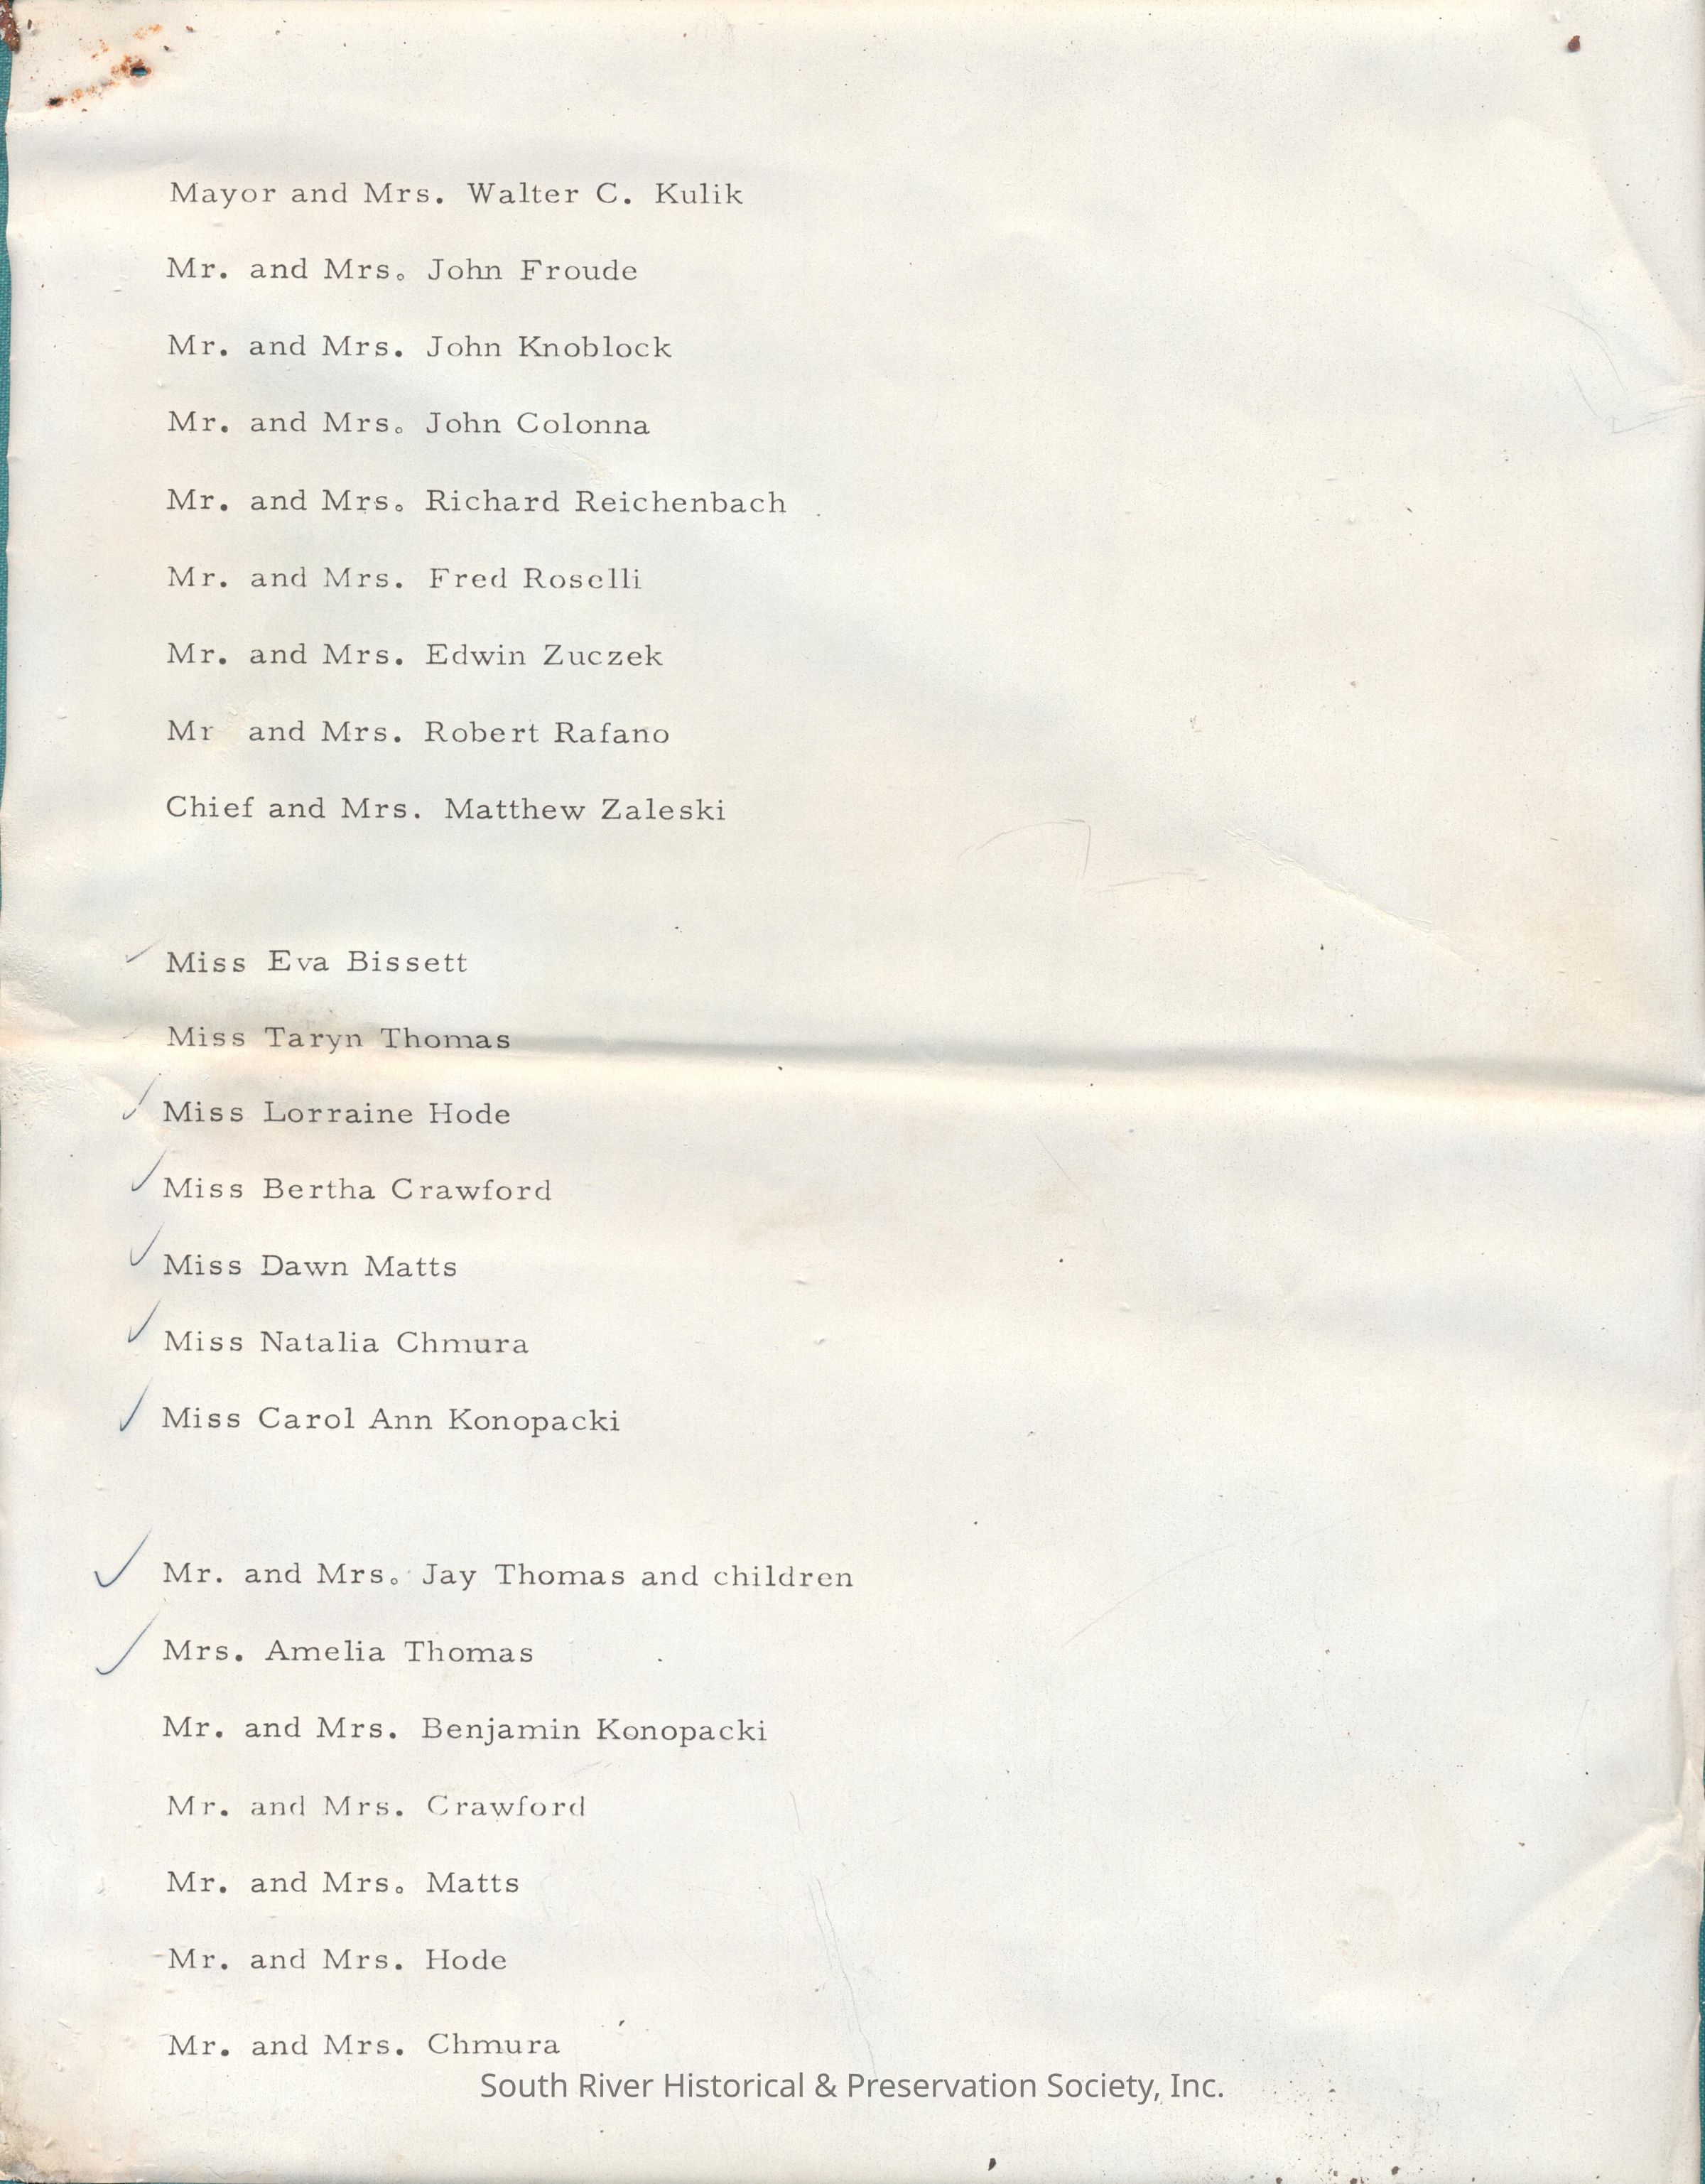 Mayor and Mrs. Walter C. Kulik
Mr. and Mrs. John Froude
Mr. and Mrs. John Knoblock
Mr. and Mrs. John Colonna
Mr. and Mrs. Richard Reichenbach
Mr. and Mrs. Fred Roselli
Mr. and Mrs. Edwin Zuczek
Mr and Mrs. Robert Rafano
Chief and Mrs. Matthew Zaleski
✓ Miss Eva Bissett
✓ Miss Taryn Thomas
✓ Miss Lorraine Hode
✓ Miss Bertha Crawford
✓ Miss Dawn Matts
✓ Miss Natalia Chmura
✓ Miss Carol Ann Konopacki
✓ Mr. and Mrs. Jay Thomas and children
✓ Mrs. Amelia Thomas
Mr. and Mrs. Benjamin Konopacki
Mr. and Mrs. Crawford
Mr. and Mrs. Matts
Mr. and Mrs. Hode
Mr. and Mrs. Chmura
South River Historical & Preservation Society, Inc.